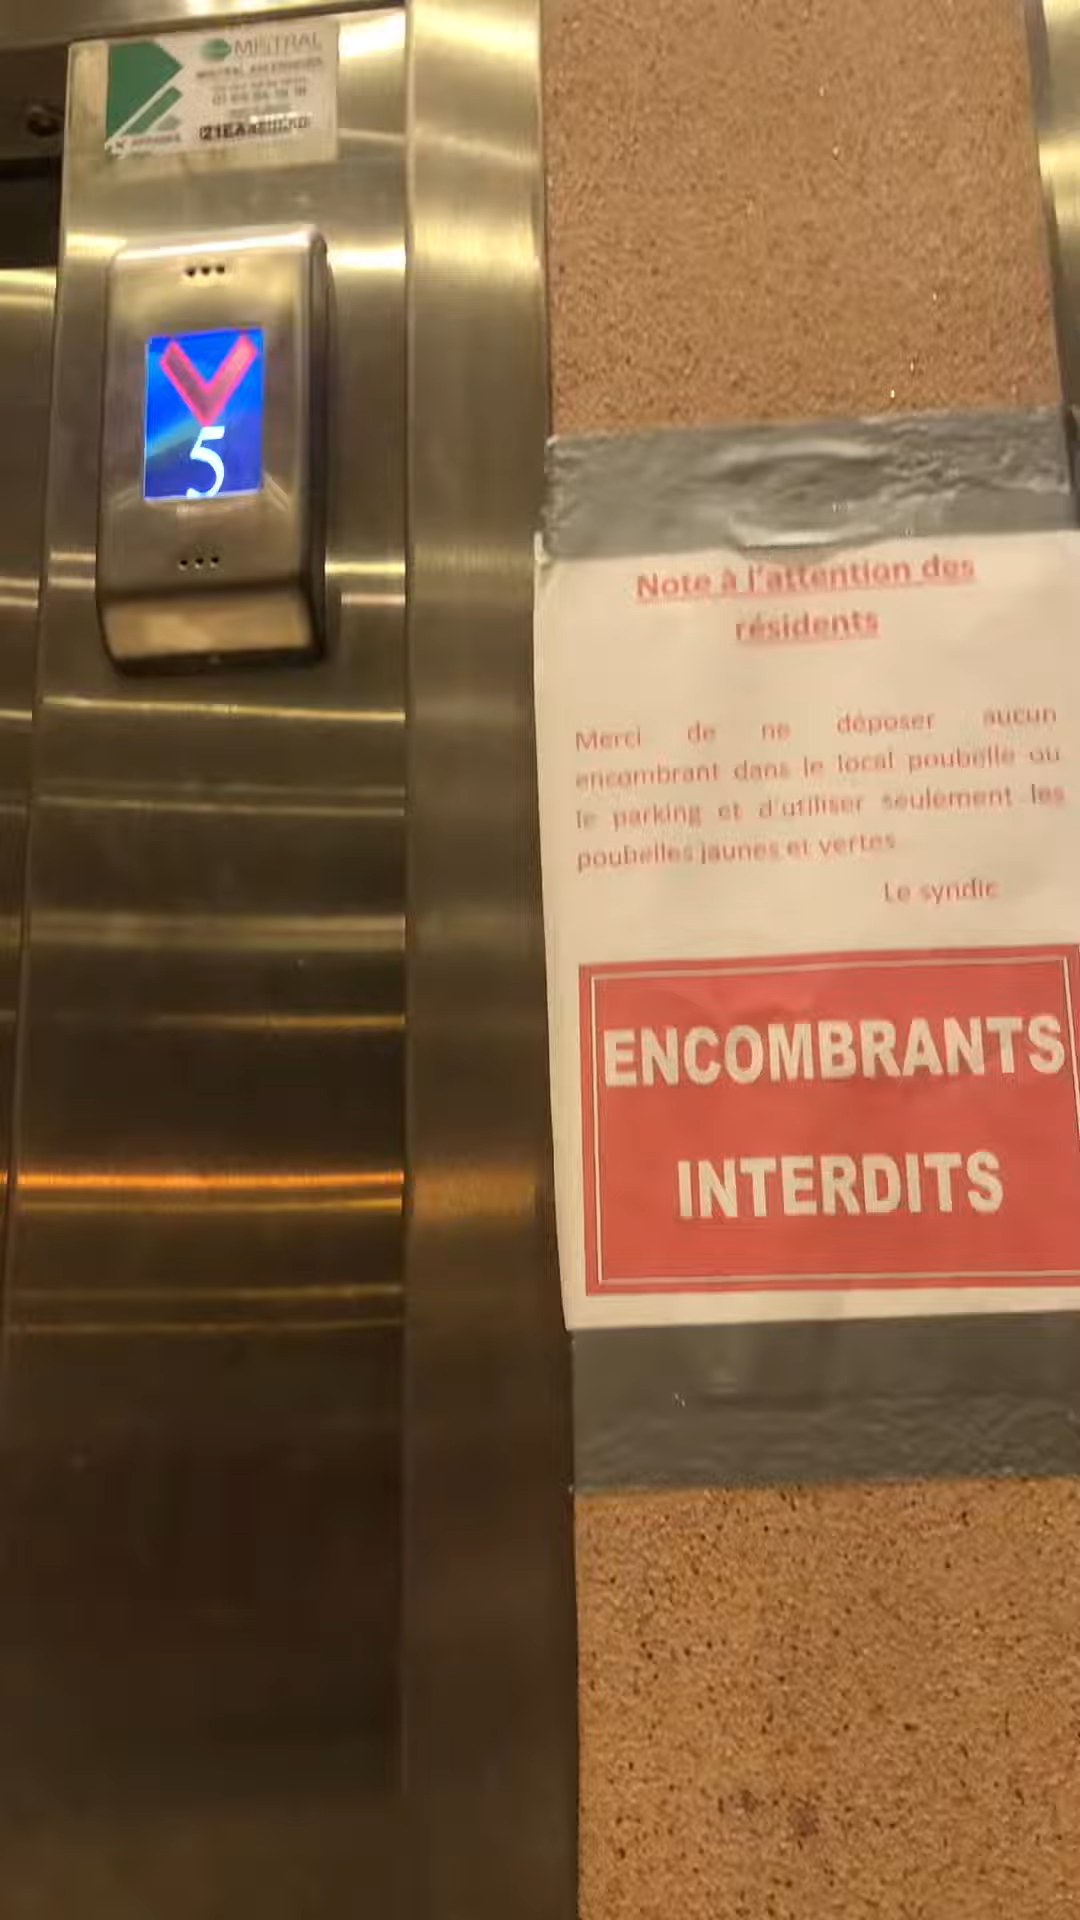 MISTRAL
5
Note à l'attention des
résidents
Merci de ne déposer aucun
encombrant dans le local poubelle ou
le parking et d'utiliser seulement les
poubelles jaunes et vertes
Le syndic
ENCOMBRANTS
INTERDITS